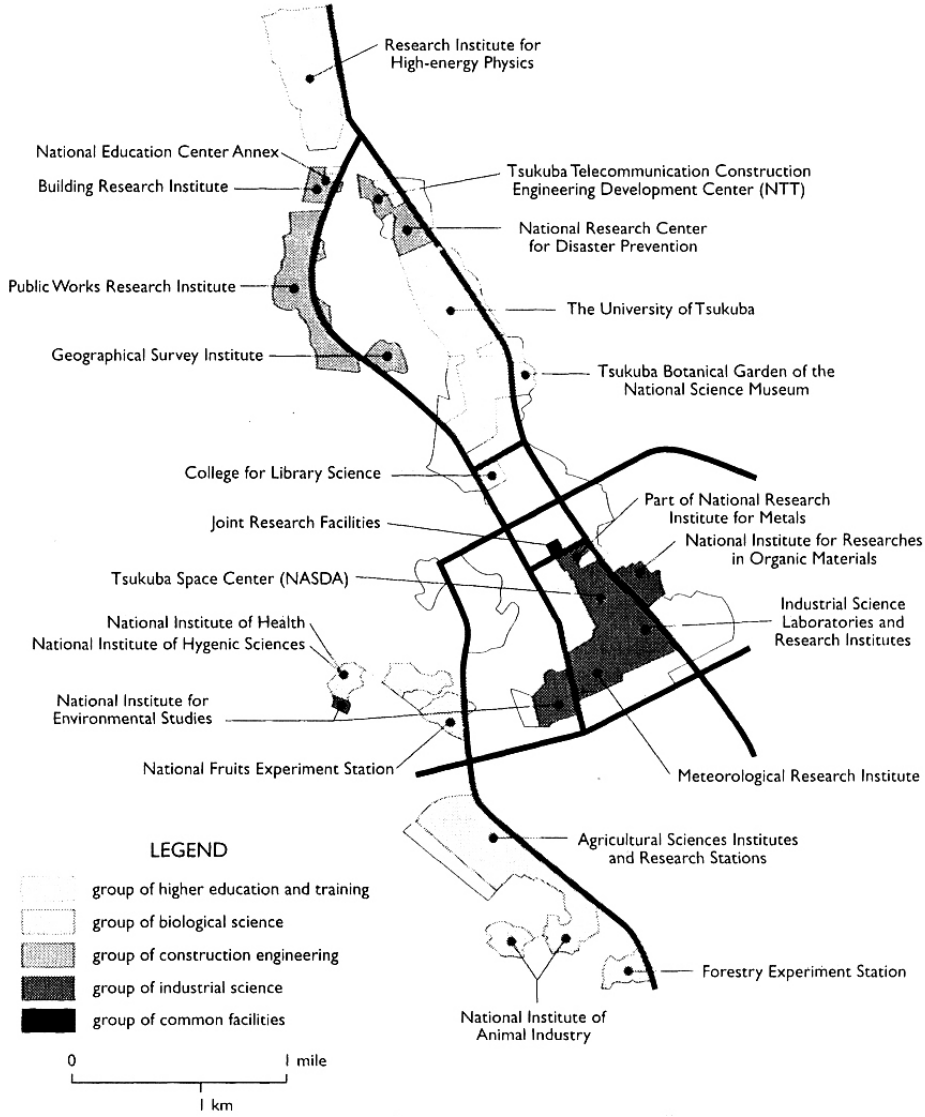 Research Institute for
High-energy Physics
National Education Center Annex
Building Research Institute
Tsukuba Telecommunication Construction
Engineering Development Center (NTT)
National Research Center
for Disaster Prevention
Public Works Research Institute
The University of Tsukuba
Geographical Survey Institute
Tsukuba Botanical Garden of the
National Science Museum
College for Library Science
Part of National Research
Institute for Metals
Joint Research Facilities
National Institute for Researches
in Organic Materials
Tsukuba Space Center (NASDA)
Industrial Science
Laboratories and
Research Institutes
National Institute of Health
National Institute of Hygenic Sciences
National Institute for
Environmental Studies
National Fruits Experiment Station
Meteorological Research Institute
Agricultural Sciences Institutes
and Research Stations
LEGEND
group of higher education and training
group of biological science
group of construction engineering
group of industrial science
group of common facilities
Forestry Experiment Station
National Institute of
Animal Industry
0
1 mile
1 km